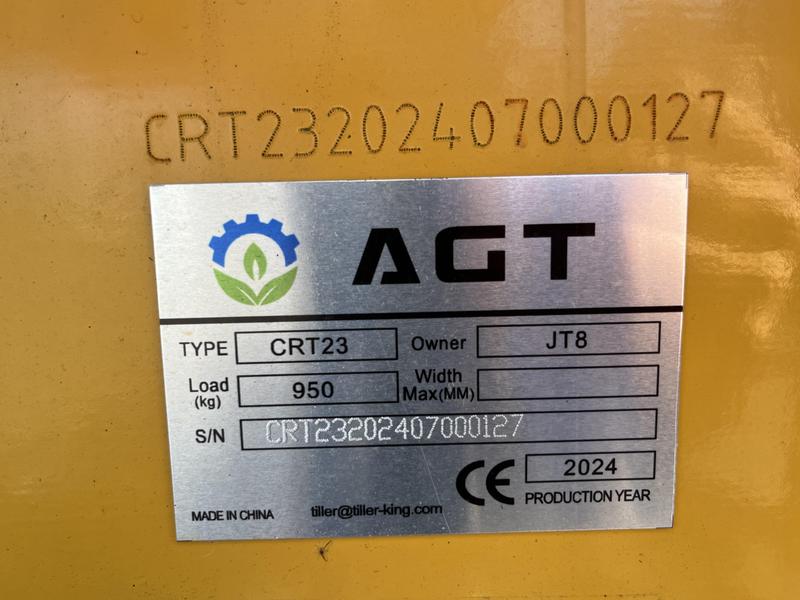 CRT23202407000127
AGT
TYPE CRT23 Owner JT8
Load (kg) 950 Width Max(MM)
S/N CRT23202407000127
CE 2024
PRODUCTION YEAR
MADE IN CHINA tiller@tiller-king.com